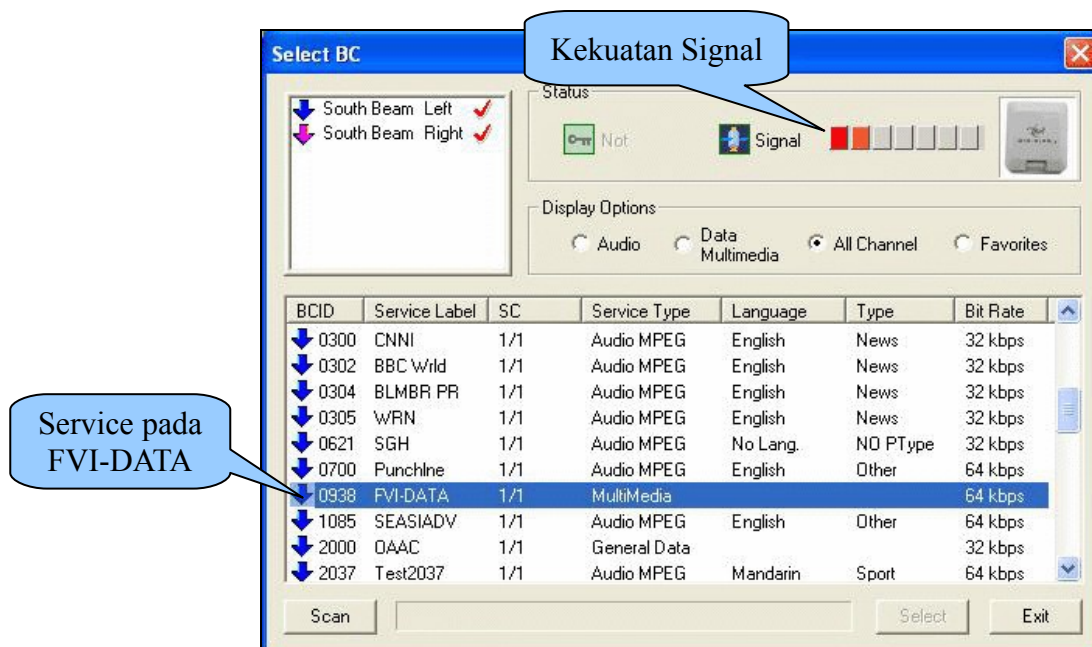 Kekuatan Signal
Select BC
South Beam Left
South Beam Right
Status
Not
Signal
Display Options
Audio
Data Multimedia
All Channel
Favorites
BCID Service Label SC Service Type Language Type Bit Rate
0300 CNNI 1/1 Audio MPEG English News 32 kbps
0302 BBC Wrld 1/1 Audio MPEG English News 32 kbps
0304 BLMBR PR 1/1 Audio MPEG English News 32 kbps
0305 WRN 1/1 Audio MPEG English News 32 kbps
0621 SGH 1/1 Audio MPEG No Lang. NO PType 32 kbps
0700 PunchIne 1/1 Audio MPEG English Other 64 kbps
0938 FVI-DATA 1/1 MultiMedia 64 kbps
1085 SEASIADV 1/1 Audio MPEG English Other 64 kbps
2000 OAAC 1/1 General Data 32 kbps
2037 Test2037 1/1 Audio MPEG Mandarin Sport 64 kbps
Service pada
FVI-DATA
Scan
Select
Exit